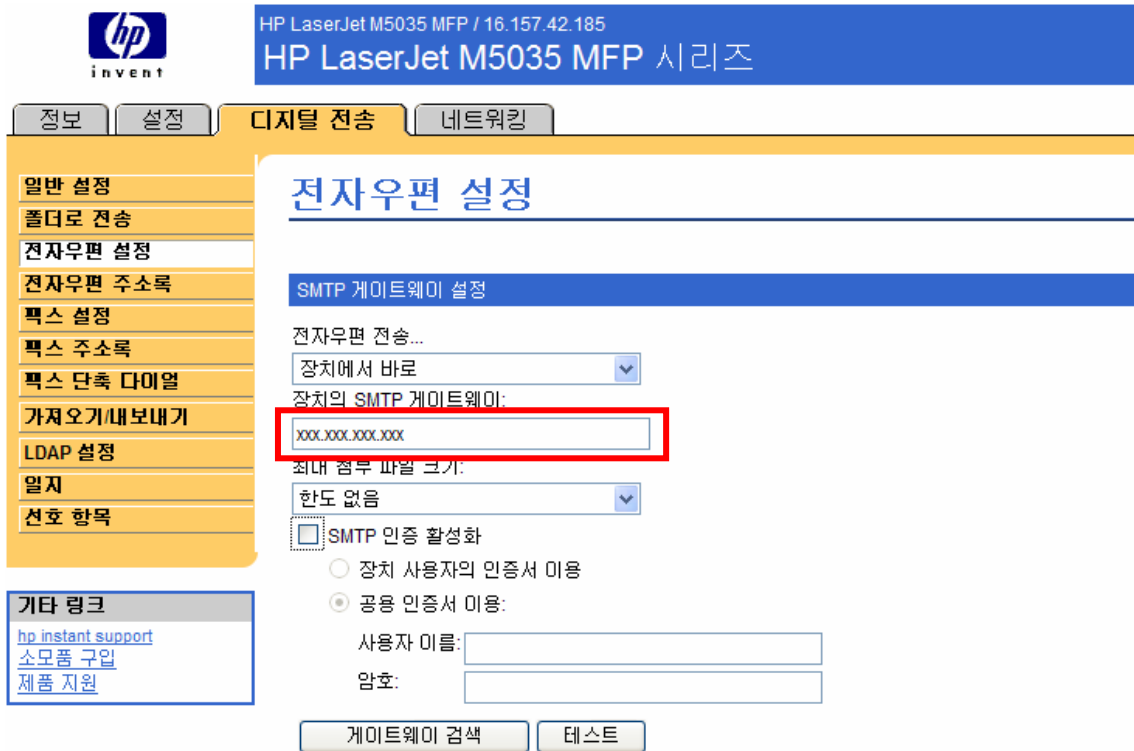 hp
invent
HP LaserJet M5035 MFP / 16.157.42.185
HP LaserJet M5035 MFP 시리즈
정보 설정 디지털 전송 네트워킹
일반 설정
폴더로 전송
전자우편 설정
전자우편 주소록
팩스 설정
팩스 주소록
팩스 단축 다이얼
가져오기/내보내기
LDAP 설정
일지
선호 항목
기타 링크
hp instant support
소모품 구입
제품 지원
전자우편 설정
SMTP 게이트웨이 설정
전자우편 전송...
장치에서 바로
장치의 SMTP 게이트웨이:
xxx.xxx.xxx.xxx
최대 첨부 파일 크기:
한도 없음
SMTP 인증 활성화
장치 사용자의 인증서 이용
공용 인증서 이용:
사용자 이름:
암호:
게이트웨이 검색 테스트